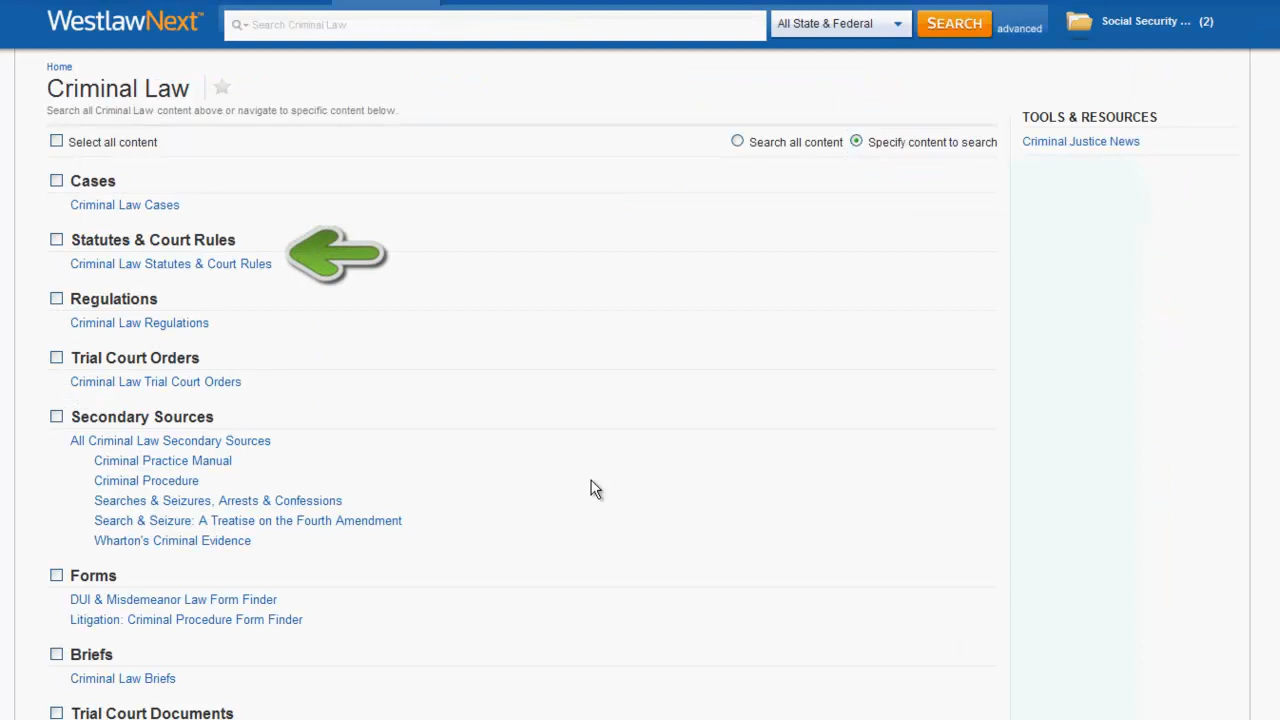 WestlawNext™
Search Criminal Law
All State & Federal
SEARCH
advanced
Social Security ... (2)
Home
Criminal Law
Search all Criminal Law content above or navigate to specific content below.
Select all content
Search all content
Specify content to search
Cases
Criminal Law Cases
Statutes & Court Rules
Criminal Law Statutes & Court Rules
Regulations
Criminal Law Regulations
Trial Court Orders
Criminal Law Trial Court Orders
Secondary Sources
All Criminal Law Secondary Sources
Criminal Practice Manual
Criminal Procedure
Searches & Seizures, Arrests & Confessions
Search & Seizure: A Treatise on the Fourth Amendment
Wharton's Criminal Evidence
Forms
DUI & Misdemeanor Law Form Finder
Litigation: Criminal Procedure Form Finder
Briefs
Criminal Law Briefs
Trial Court Documents
TOOLS & RESOURCES
Criminal Justice News